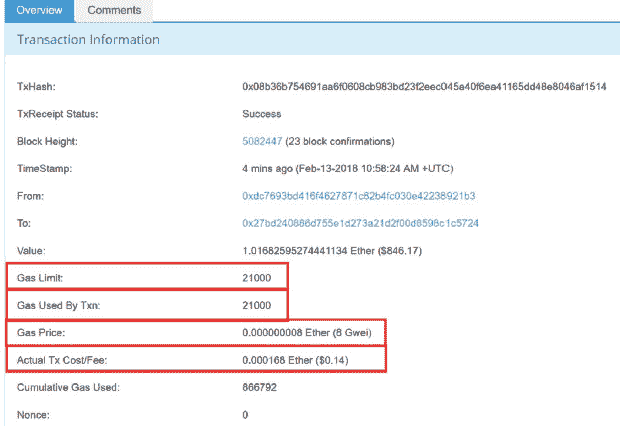 Overview Comments
Transaction Information
TxHash: 0x08b36b754691aa6f0608cb983bd23f2eec045a40f6ea41165dd48e8046af1514
TxReceipt Status: Success
Block Height: 5082447 (23 block confirmations)
TimeStamp: 4 mins ago (Feb-13-2018 10:58:24 AM +UTC)
From: 0xdc7693bd416f4627871c62b4fc030e42238921b3
To: 0x27bd240886d755e1d273a21d2f00d6598c1c5724
Value: 1.01682595274441134 Ether ($846.17)
Gas Limit: 21000
Gas Used By Txn: 21000
Gas Price: 0.000000008 Ether (8 Gwei)
Actual Tx Cost/Fee: 0.000168 Ether ($0.14)
Cumulative Gas Used: 866792
Nonce: 0